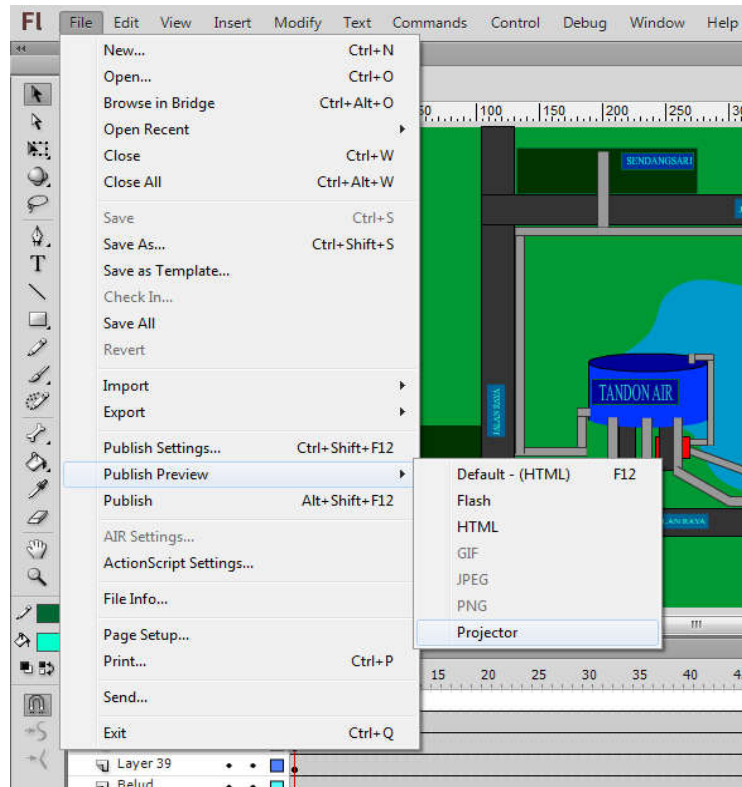 Fl File Edit View Insert Modify Text Commands Control Debug Window Help
New... Ctrl+N
Open... Ctrl+O
Browse in Bridge Ctrl+Alt+O
Open Recent
Close Ctrl+W
Close All Ctrl+Alt+W
Save Ctrl+S
Save As... Ctrl+Shift+S
Save as Template...
Check In...
Save All
Revert
Import
Export
Publish Settings... Ctrl+Shift+F12
Publish Preview
Publish Alt+Shift+F12
AIR Settings...
ActionScript Settings...
File Info...
Page Setup...
Print... Ctrl+P
Send...
Exit Ctrl+Q
Default - (HTML) F12
Flash
HTML
GIF
JPEG
PNG
Projector
100 150 200 250
SENDANGSARI
TANDON AIR
JALAN RAYA
15 20 25 30 35 40
Layer 39
Belud